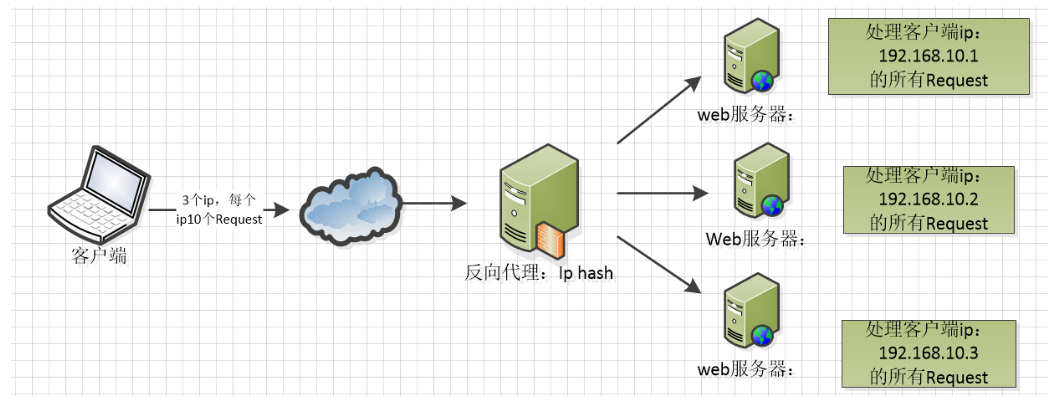 处理客户端ip：
192.168.10.1
的所有Request
web服务器：
3个ip，每个
ip10个Request
客户端
反向代理：Ip hash
处理客户端ip：
192.168.10.2
的所有Request
Web服务器：
处理客户端ip：
192.168.10.3
的所有Request
web服务器：